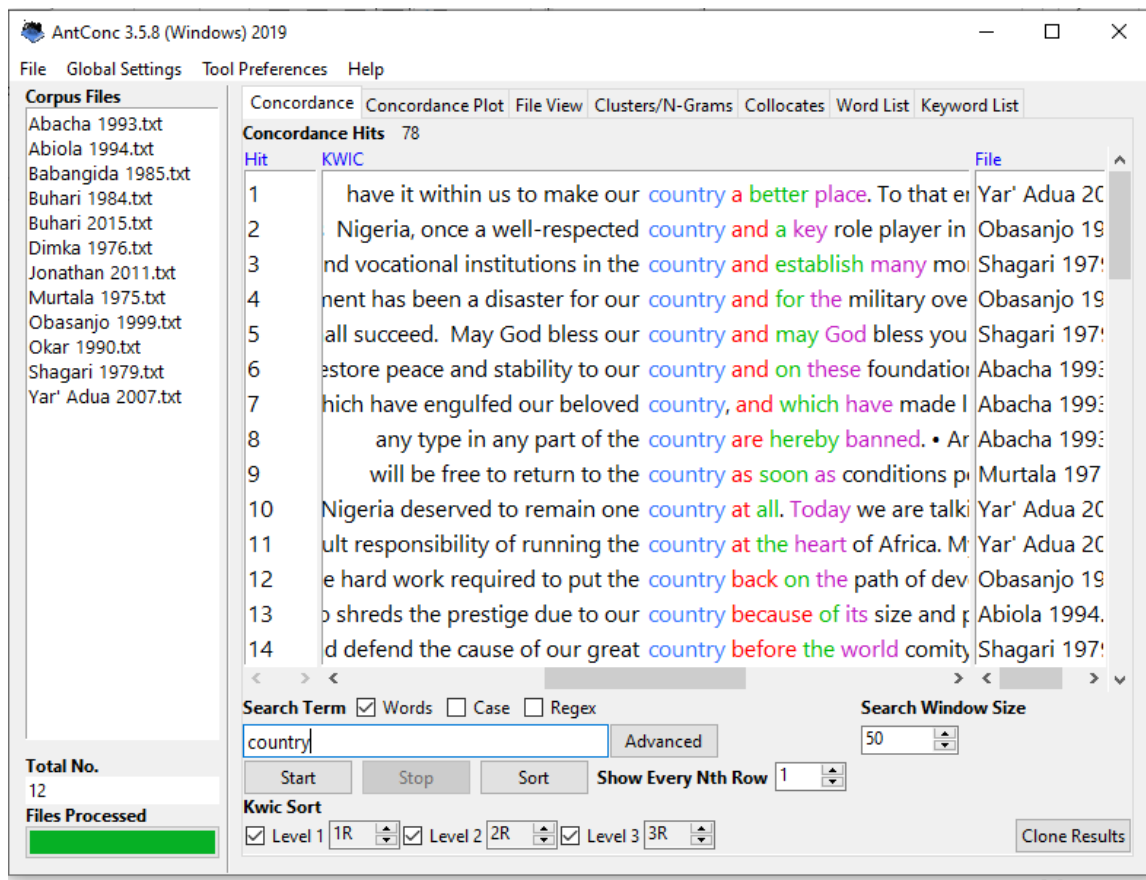 AntConc 3.5.8 (Windows) 2019
File Global Settings Tool Preferences Help
Corpus Files
Abacha 1993.txt
Abiola 1994.txt
Babangida 1985.txt
Buhari 1984.txt
Buhari 2015.txt
Dimka 1976.txt
Jonathan 2011.txt
Murtala 1975.txt
Obasanjo 1999.txt
Okar 1990.txt
Shagari 1979.txt
Yar' Adua 2007.txt
Total No.
12
Files Processed
Concordance Concordance Plot File View Clusters/N-Grams Collocates Word List Keyword List
Concordance Hits 78
Hit KWIC File
1 have it within us to make our country a better place. To that Yar' Adua
2 Nigeria, once a well-respected country and a key role player in Obasanjo
3 vocational institutions in the country and establish many Shagari
4 has been a disaster for our country and for the military Obasanjo
5 succeed. May God bless our country and may God bless you Shagari
6 peace and stability to our country and on these Abacha
7 have engulfed our beloved country, and which have made Abacha
8 any type in any part of the country are hereby banned. • Abacha
9 will be free to return to the country as soon as conditions Murtala
10 Nigeria deserved to remain one country at all. Today we are Yar' Adua
11 responsibility of running the country at the heart of Africa. Yar' Adua
12 hard work required to put the country back on the path of Obasanjo
13 shreds the prestige due to our country because of its size and Abiola 1994.
14 defend the cause of our great country before the world comity Shagari
Search Term Words Case Regex Search Window Size
country Advanced 50
Start Stop Sort Show Every Nth Row 1
Kwic Sort
Level 1 1R Level 2 2R Level 3 3R Clone Results